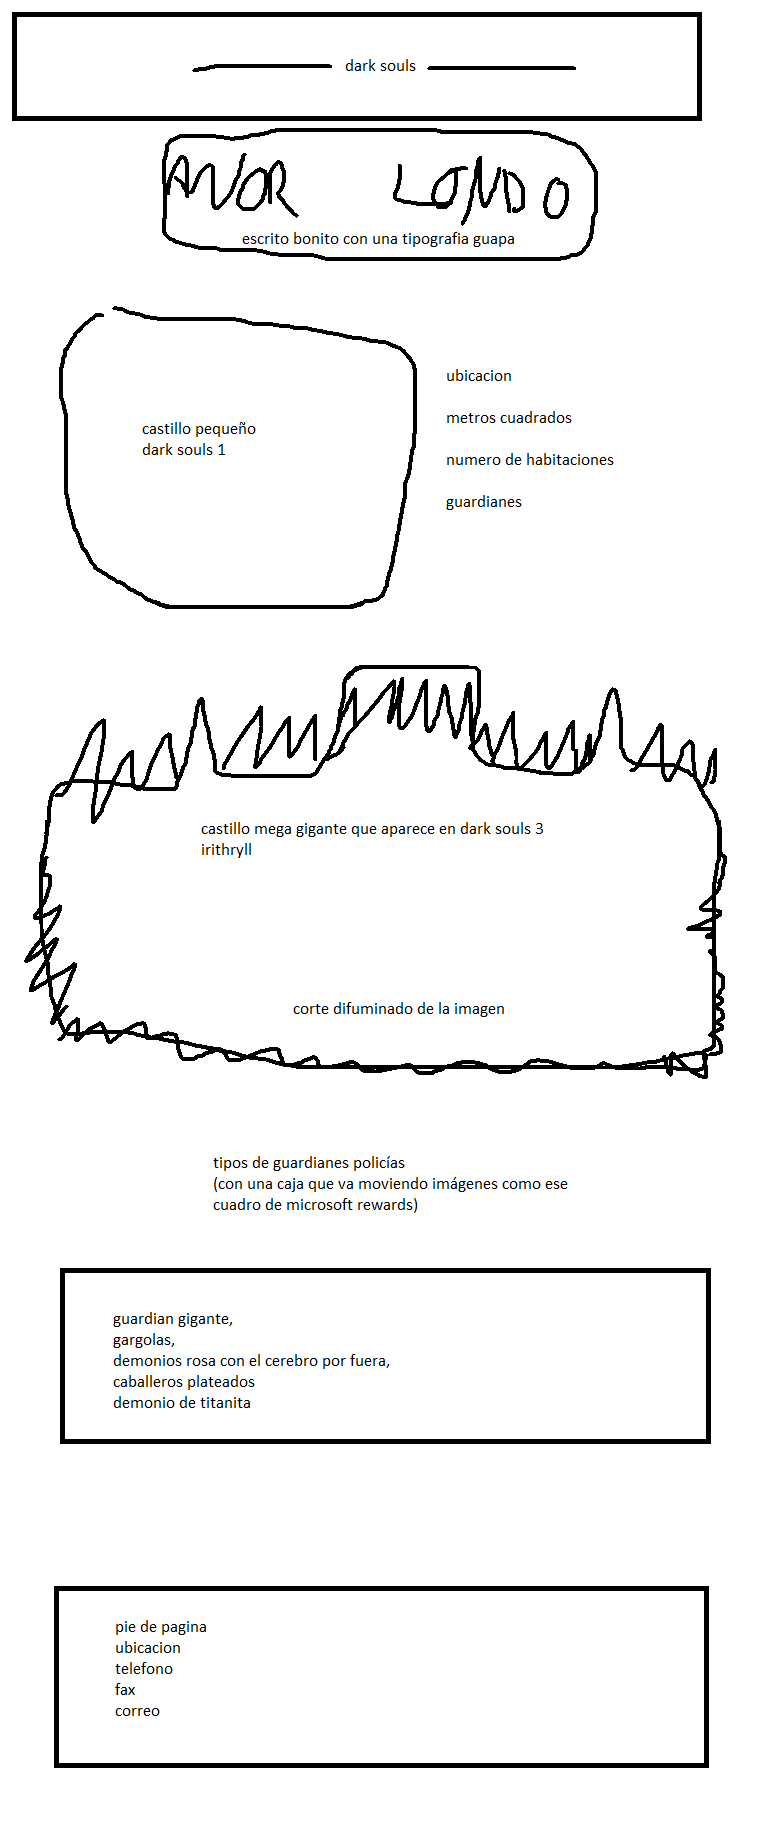 dark souls
ANOR LONDO
escrito bonito con una tipografia guapa
castillo pequeño
dark souls 1
ubicacion
metros cuadrados
numero de habitaciones
guardianes
castillo mega gigante que aparece en dark souls 3
irithryll
corte difuminado de la imagen
tipos de guardianes policías
(con una caja que va moviendo imágenes como ese
cuadro de microsoft rewards)
guardian gigante,
gargolas,
demonios rosa con el cerebro por fuera,
caballeros plateados
demonio de titanita
pie de pagina
ubicacion
telefono
fax
correo